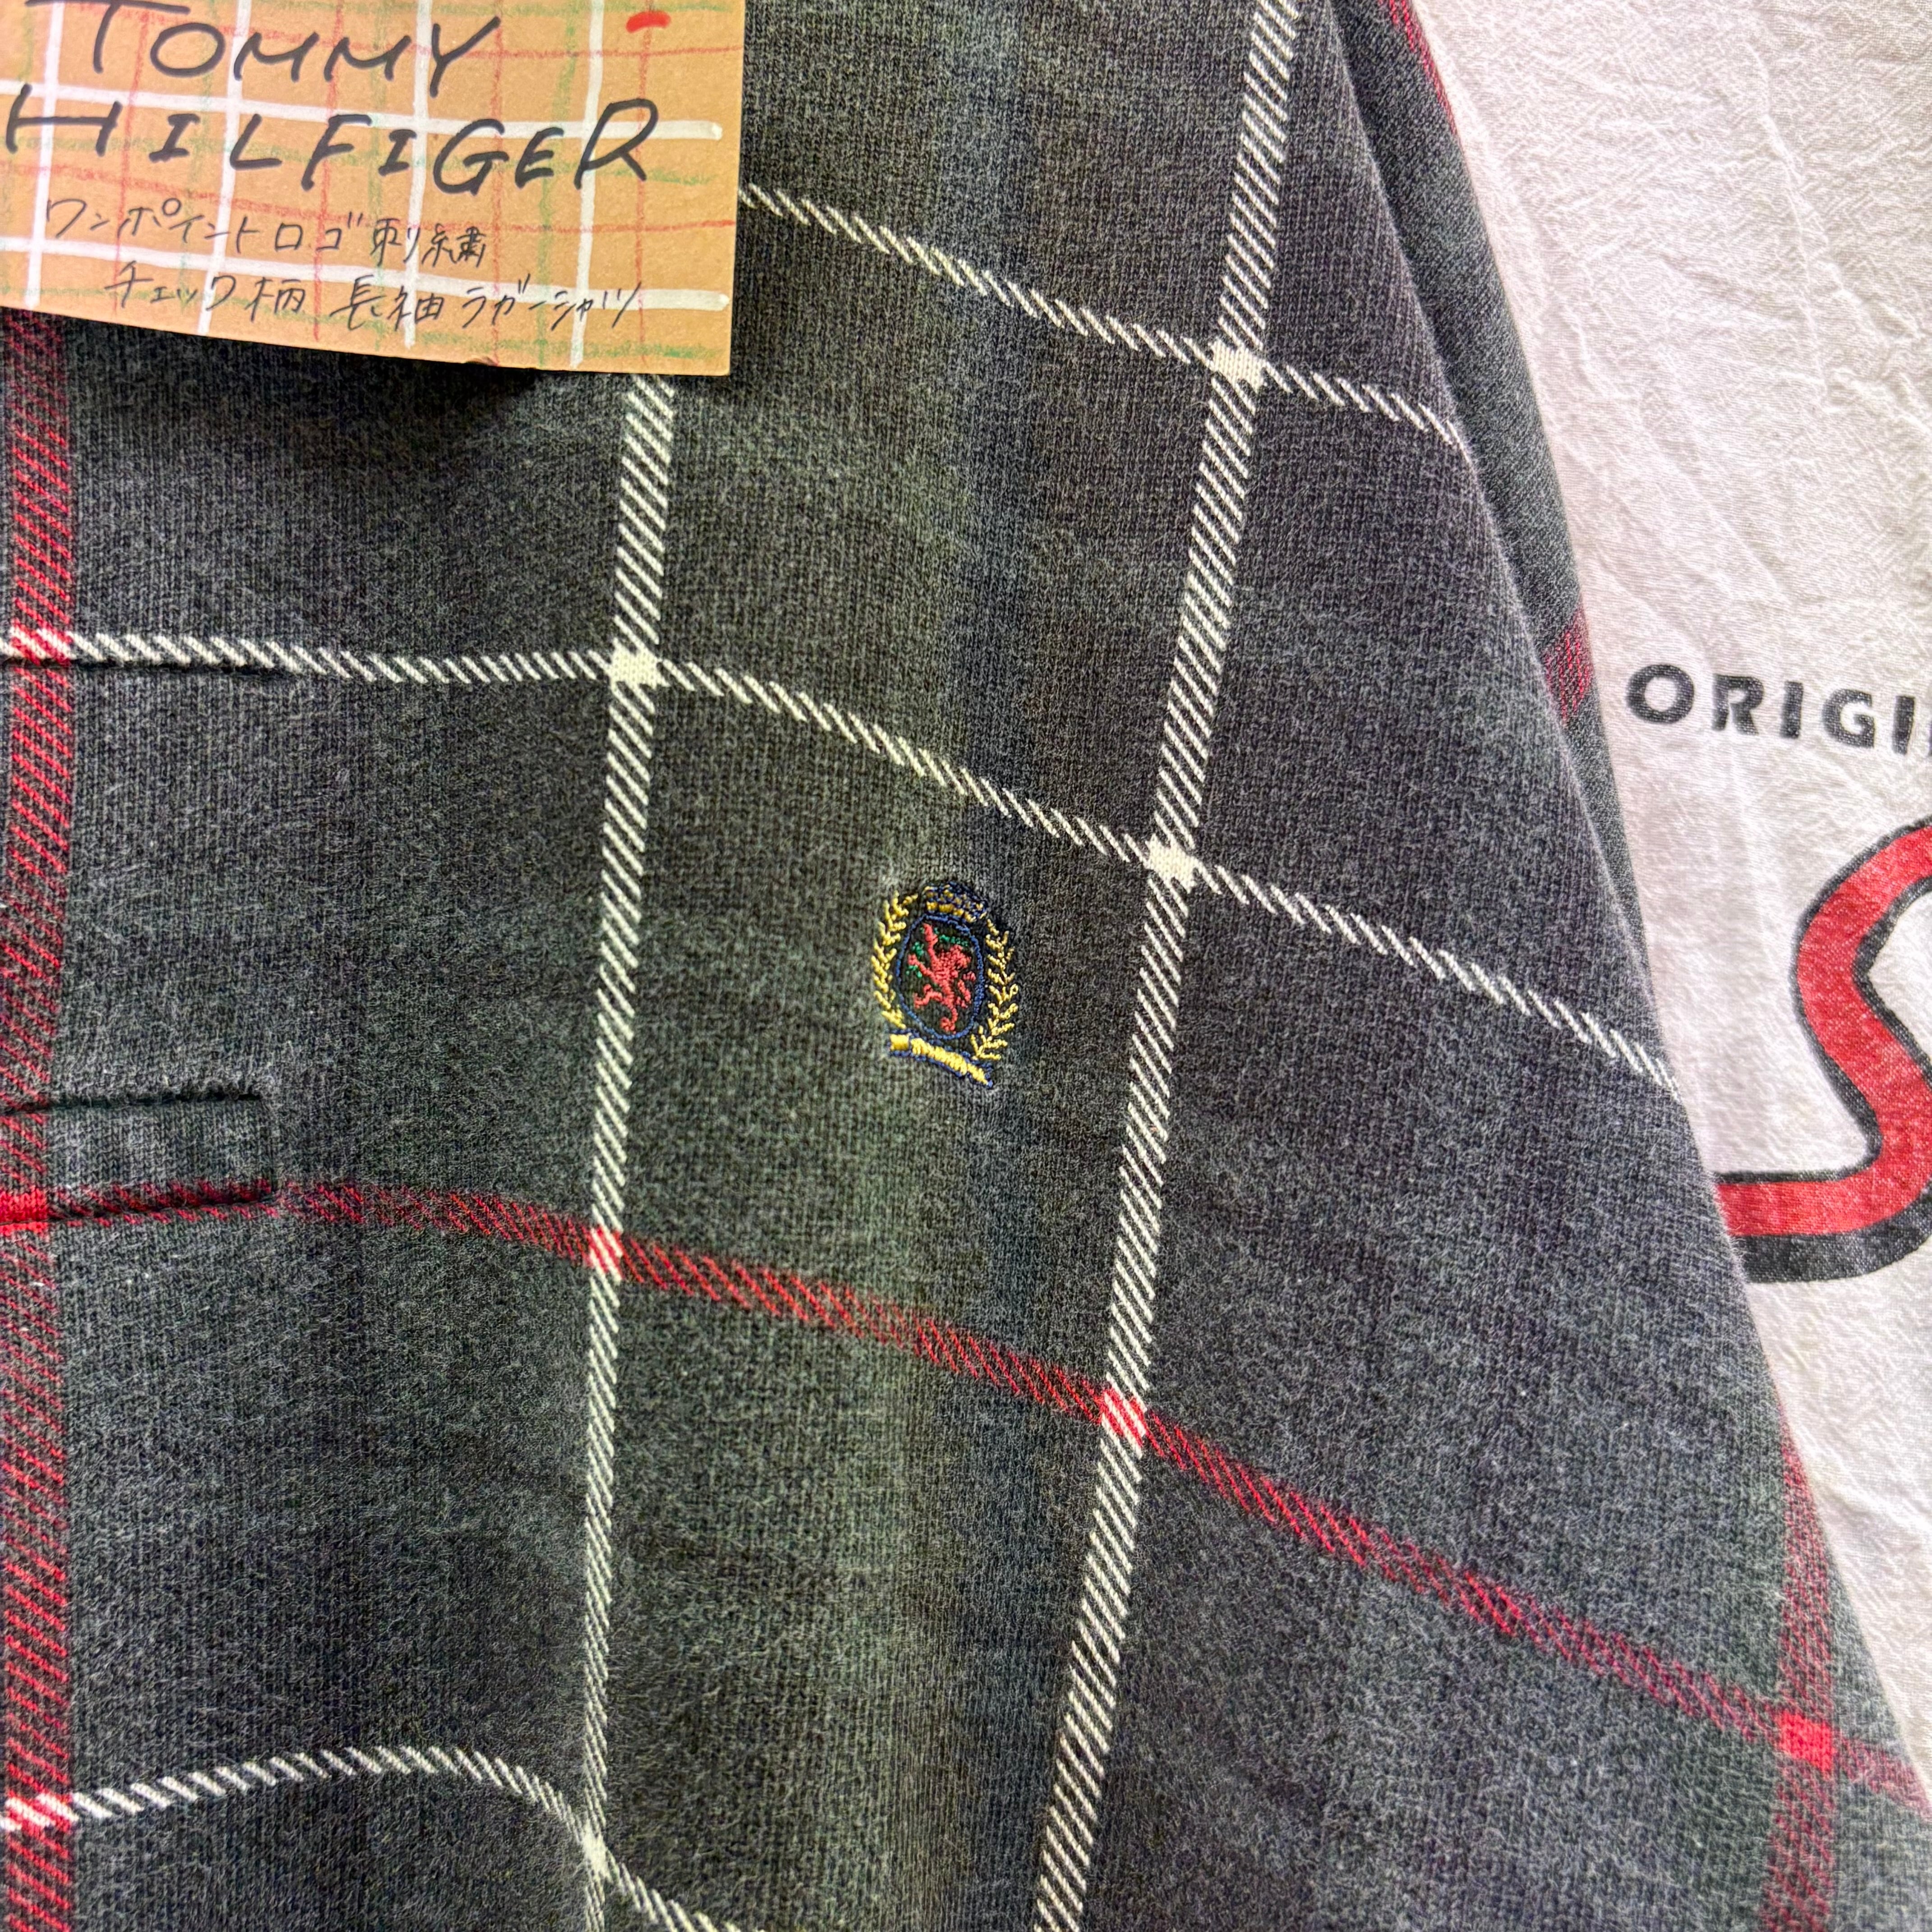 TOMMY
HILFIGER
ワンポイントロゴ刺繍
チェック柄 長袖 ラガーシャツ
ORIGI